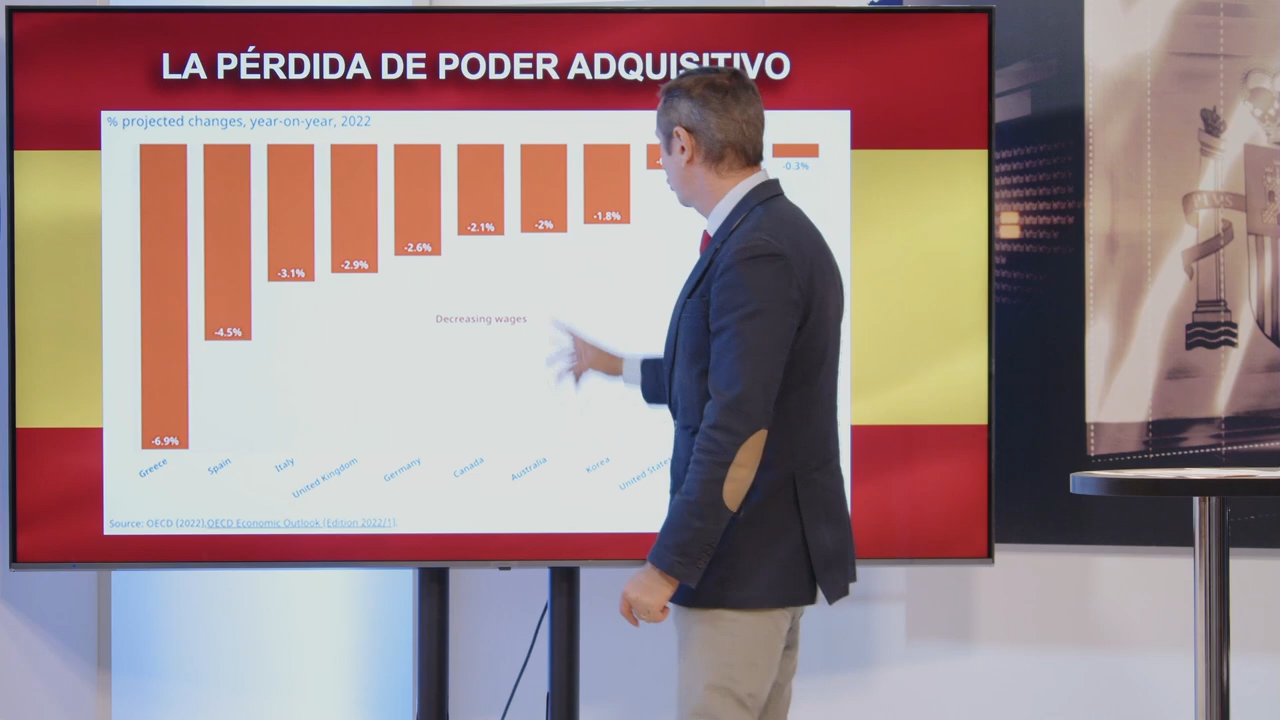 LA PÉRDIDA DE PODER ADQUISITIVO
% projected changes, year-on-year, 2022
-0.3%
-1.8%
-2%
-2.1%
-2.6%
-2.9%
-3.1%
-4.5%
-6.9%
Decreasing wages
Greece
Spain
Italy
United Kingdom
Germany
Canada
Australia
Korea
United States
Source: OECD (2022),OECD Economic Outlook (Edition 2022/1).
PLVS